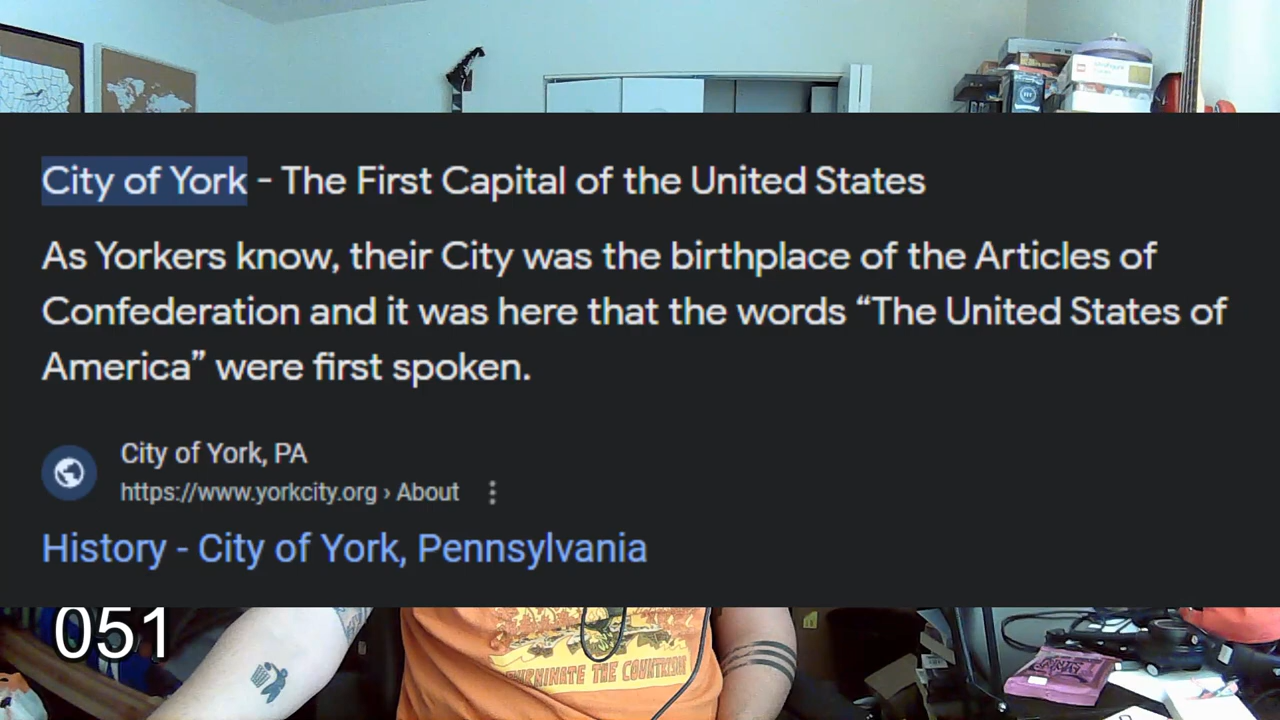 City of York - The First Capital of the United States
As Yorkers know, their City was the birthplace of the Articles of
Confederation and it was here that the words “The United States of
America” were first spoken.
City of York, PA
https://www.yorkcity.org › About
History - City of York, Pennsylvania
051
THE COUNTRISM